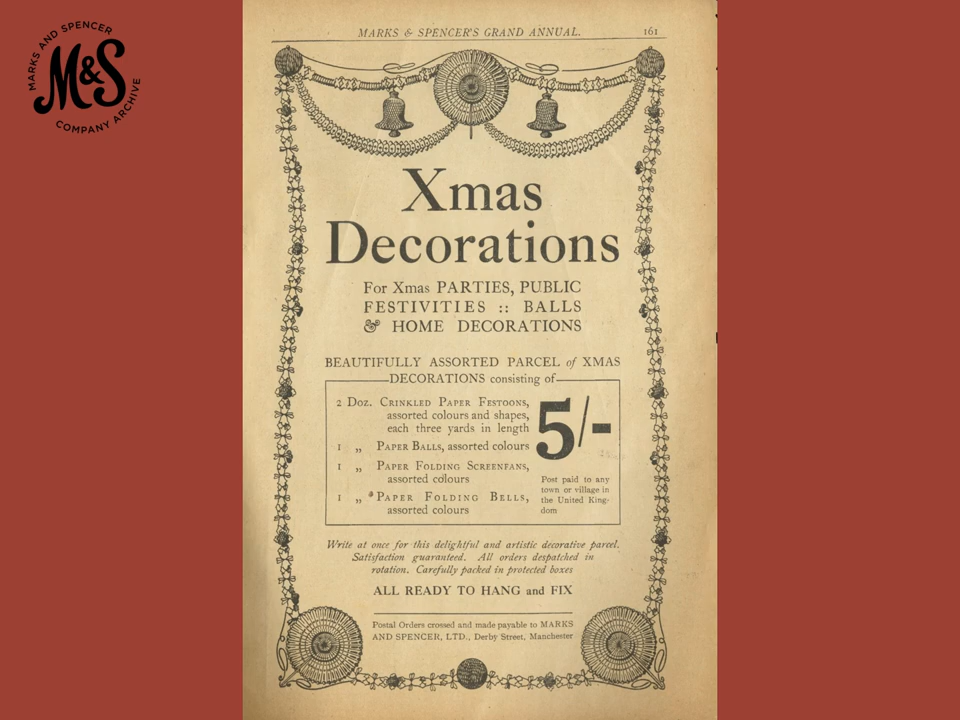 MARKS AND SPENCER
M&S
COMPANY ARCHIVE
MARKS & SPENCER'S GRAND ANNUAL. 161
Xmas
Decorations
For Xmas PARTIES, PUBLIC
FESTIVITIES :: BALLS
& HOME DECORATIONS
BEAUTIFULLY ASSORTED PARCEL of XMAS
DECORATIONS consisting of
2 Doz. Crinkled Paper Festoons,
assorted colours and shapes,
each three yards in length
1 „ Paper Balls, assorted colours
1 „ Paper Folding Screenfans,
assorted colours
1 „ Paper Folding Bells,
assorted colours
5/-
Post paid to any
town or village in
the United King-
dom
Write at once for this delightful and artistic decorative parcel.
Satisfaction guaranteed. All orders despatched in
rotation. Carefully packed in protected boxes
ALL READY TO HANG and FIX
Postal Orders crossed and made payable to MARKS
AND SPENCER, LTD., Derby Street, Manchester